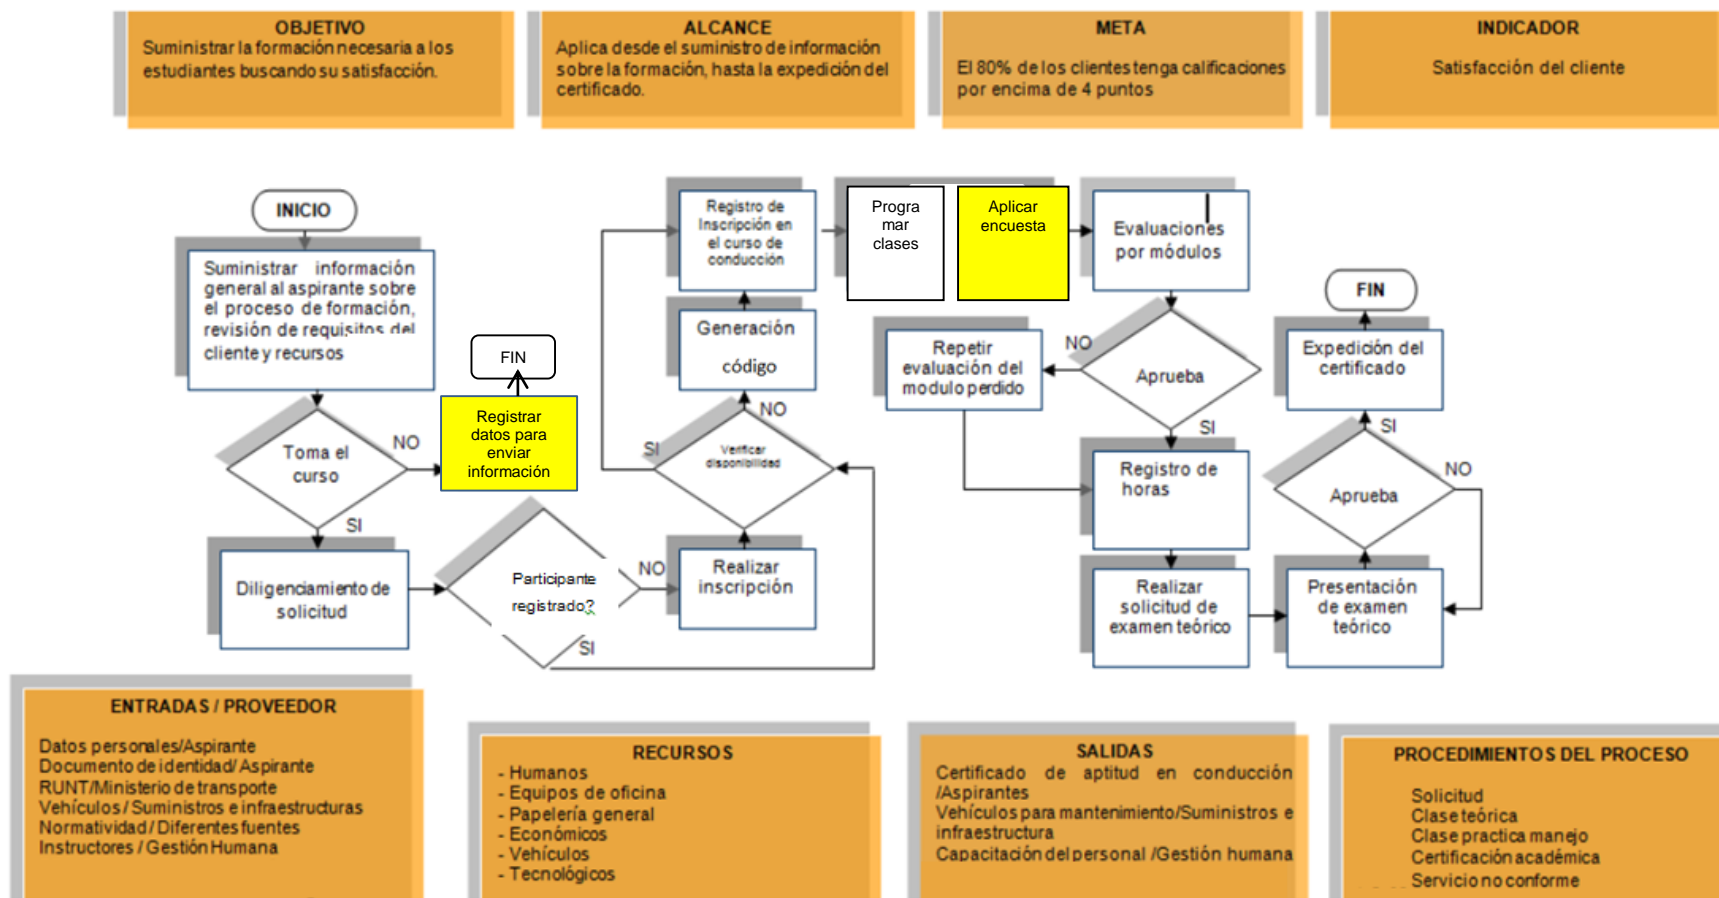 OBJETIVO
Suministrar la formación necesaria a los
estudiantes buscando su satisfacción.
ALCANCE
Aplica desde el suministro de información
sobre la formación, hasta la expedición del
certificado.
META
El 80% de los clientes tenga calificaciones
por encima de 4 puntos
INDICADOR
Satisfacción del cliente
INICIO
Suministrar información
general al aspirante sobre
el proceso de formación,
revisión de requisitos del
cliente y recursos
Toma el
curso
NO
SI
FIN
Registrar
datos para
enviar
información
Diligenciamiento de
solicitud
Participante
registrado?
NO
SI
Realizar
inscripción
Verificar
disponibilidad
SI
NO
Generación
código
Registro de
Inscripción en
el curso de
conducción
Progra
mar
clases
Aplicar
encuesta
Evaluaciones
por módulos
Aprueba
NO
SI
Repetir
evaluación del
modulo perdido
Registro de
horas
Realizar
solicitud de
examen teórico
Presentación
de examen
teórico
Aprueba
NO
SI
Expedición del
certificado
FIN
ENTRADAS / PROVEEDOR
Datos personales/Aspirante
Documento de identidad/ Aspirante
RUNT/Ministerio de transporte
Vehículos / Suministros e infraestructuras
Normatividad / Diferentes fuentes
Instructores / Gestión Humana
RECURSOS
- Humanos
- Equipos de oficina
- Papelería general
- Económicos
- Vehículos
- Tecnológicos
SALIDAS
Certificado de aptitud en conducción
/Aspirantes
Vehículos para mantenimiento/Suministros e
infraestructura
Capacitación del personal /Gestión humana
PROCEDIMIENTOS DEL PROCESO
Solicitud
Clase teórica
Clase practica manejo
Certificación académica
Servicio no conforme